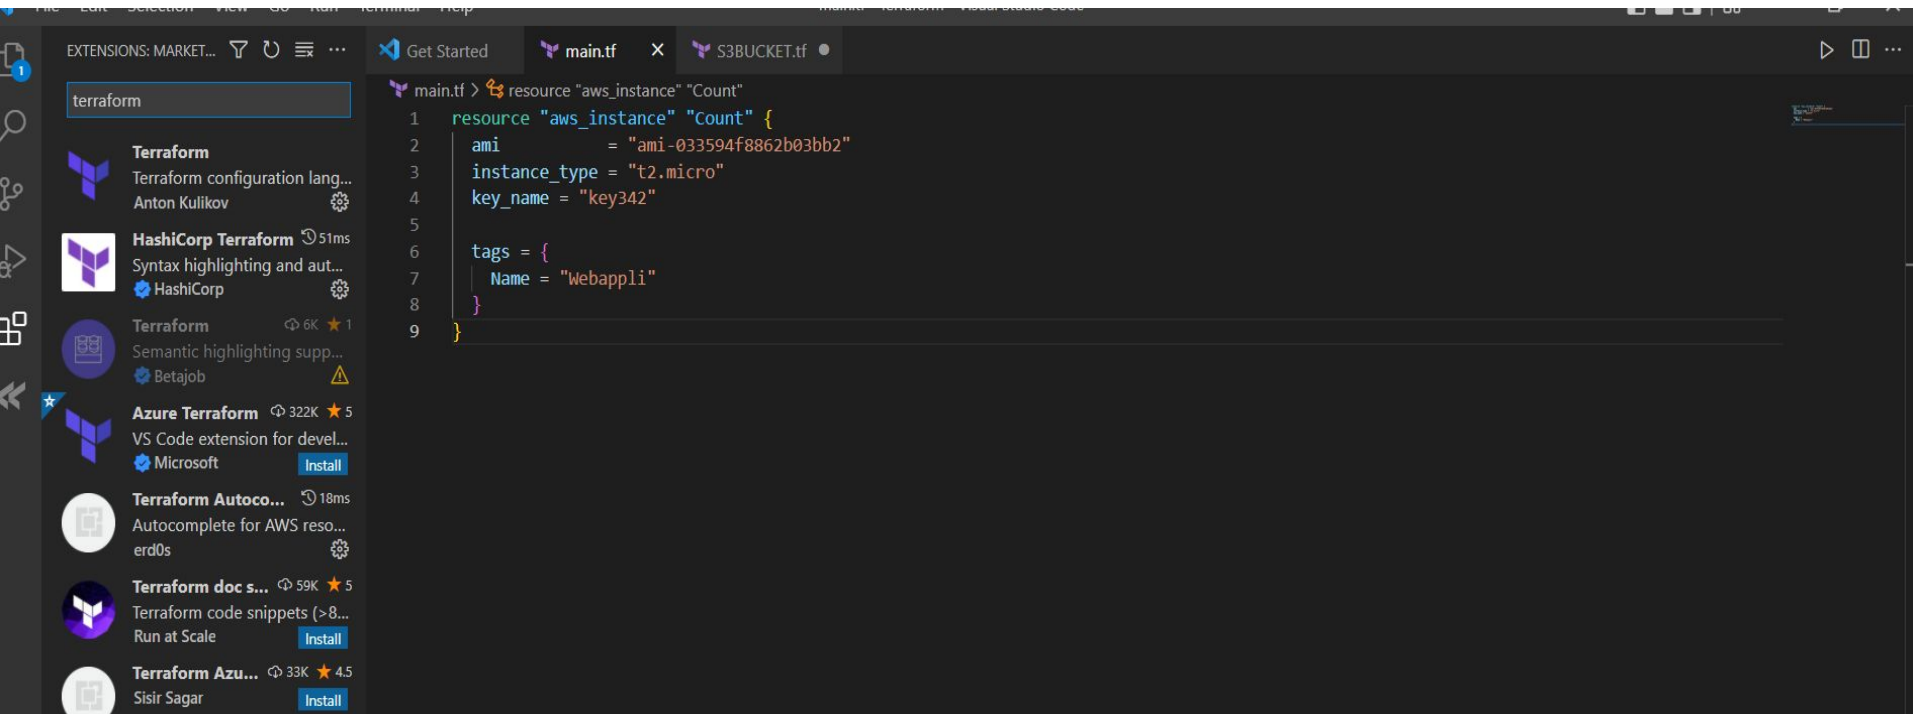 EXTENSIONS: MARKET...
terraform
Terraform
Terraform configuration lang...
Anton Kulikov
HashiCorp Terraform 51ms
Syntax highlighting and aut...
HashiCorp
Terraform 6K ★ 1
Semantic highlighting supp...
Betajob
Azure Terraform 322K ★ 5
VS Code extension for devel...
Microsoft Install
Terraform Autoco... 18ms
Autocomplete for AWS reso...
erd0s
Terraform doc s... 59K ★ 5
Terraform code snippets (>8...
Run at Scale Install
Terraform Azu... 33K ★ 4.5
Sisir Sagar Install
1
Get Started main.tf S3BUCKET.tf
main.tf > resource "aws_instance" "Count"
1 resource "aws_instance" "Count" {
2 ami = "ami-033594f8862b03bb2"
3 instance_type = "t2.micro"
4 key_name = "key342"
5
6 tags = {
7 Name = "Webappli"
8 }
9 }